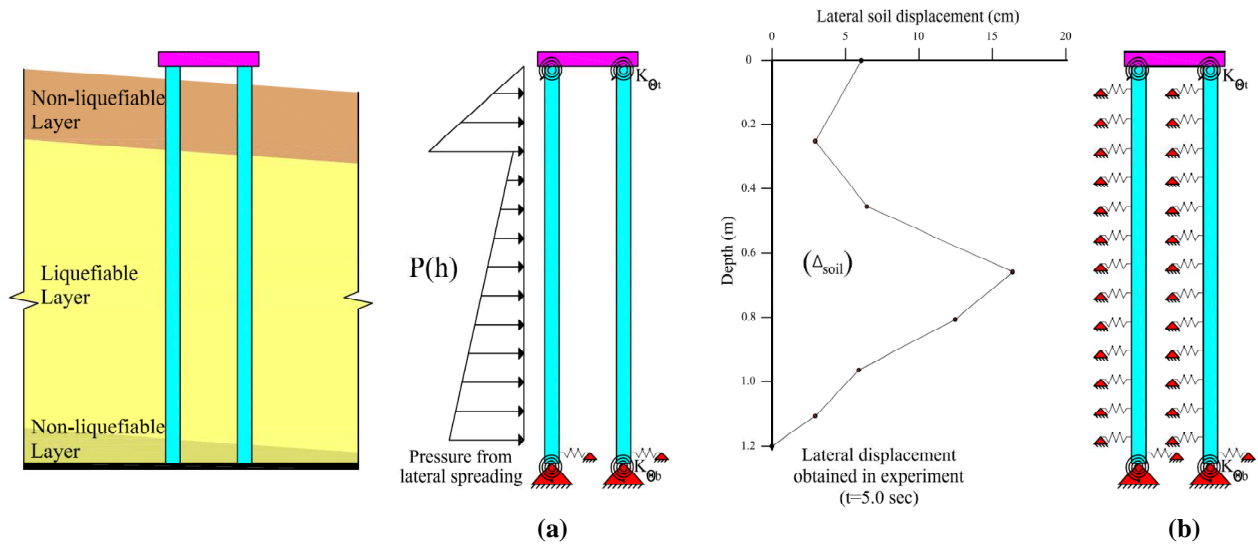 Non-liquefiable
Layer
Liquefiable
Layer
Non-liquefiable
Layer
P(h)
Pressure from
lateral spreading
KΘt
KΘb
(a)
Lateral soil displacement (cm)
0 5 10 15 20
0
0.2
0.4
0.6
0.8
1.0
1.2
Depth (m)
(Δsoil)
Lateral displacement
obtained in experiment
(t=5.0 sec)
KΘt
KΘb
(b)